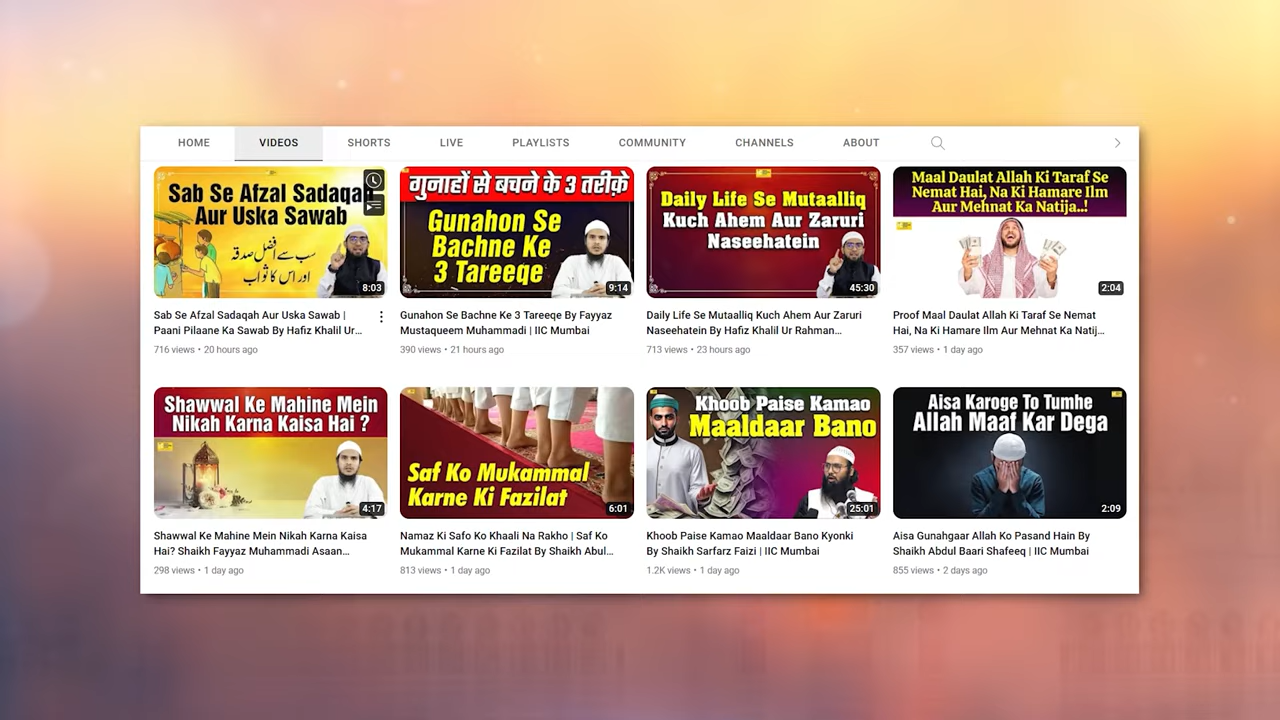 HOME VIDEOS SHORTS LIVE PLAYLISTS COMMUNITY CHANNELS ABOUT
Sab Se Afzal Sadaqah
Aur Uska Sawab
سب سے افضل صدقہ
اور اس کا ثواب
8:03
Sab Se Afzal Sadaqah Aur Uska Sawab |
Paani Pilaane Ka Sawab By Hafiz Khalil Ur...
716 views • 20 hours ago
गुनाहों से बचने के 3 तरीक़े
Gunahon Se
Bachne Ke
3 Tareeqe
9:14
Gunahon Se Bachne Ke 3 Tareeqe By Fayyaz
Mustaqueem Muhammadi | IIC Mumbai
390 views • 21 hours ago
Daily Life Se Mutaalliq
Kuch Ahem Aur Zaruri
Naseehatein
45:30
Daily Life Se Mutaalliq Kuch Ahem Aur Zaruri
Naseehatein By Hafiz Khalil Ur Rahman...
713 views • 23 hours ago
Maal Daulat Allah Ki Taraf Se
Nemat Hai, Na Ki Hamare Ilm
Aur Mehnat Ka Natija..!
2:04
Proof Maal Daulat Allah Ki Taraf Se Nemat
Hai, Na Ki Hamare Ilm Aur Mehnat Ka Natij...
357 views • 1 day ago
Shawwal Ke Mahine Mein
Nikah Karna Kaisa Hai ?
4:17
Shawwal Ke Mahine Mein Nikah Karna Kaisa
Hai? Shaikh Fayyaz Muhammadi Asaan...
298 views • 1 day ago
Saf Ko Mukammal
Karne Ki Fazilat
6:01
Namaz Ki Safo Ko Khaali Na Rakho | Saf Ko
Mukammal Karne Ki Fazilat By Shaikh Abul...
813 views • 1 day ago
Khoob Paise Kamao
Maaldaar Bano
25:01
Khoob Paise Kamao Maaldaar Bano Kyonki
By Shaikh Sarfarz Faizi | IIC Mumbai
1.2K views • 1 day ago
Aisa Karoge To Tumhe
Allah Maaf Kar Dega
2:09
Aisa Gunahgaar Allah Ko Pasand Hain By
Shaikh Abdul Baari Shafeeq | IIC Mumbai
855 views • 2 days ago